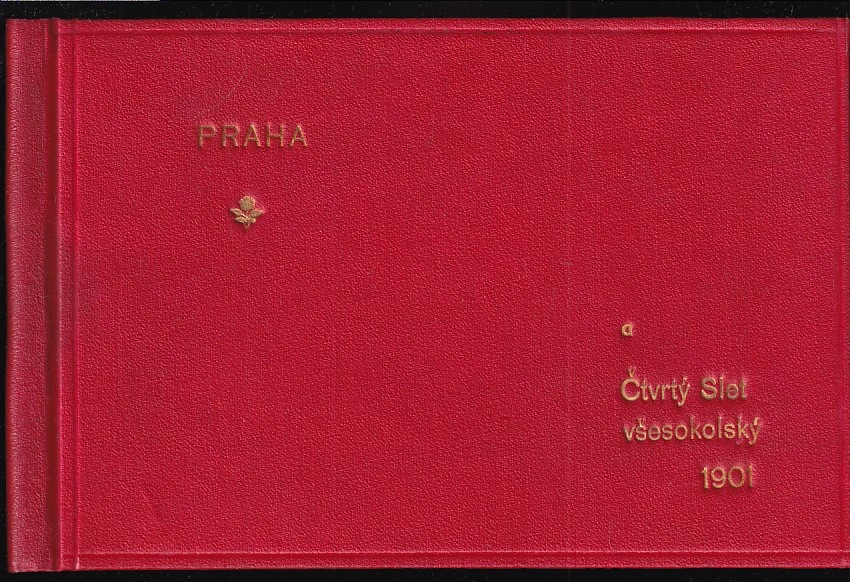 PRAHA
a
Čtvrtý Slet
všesokolský
1901